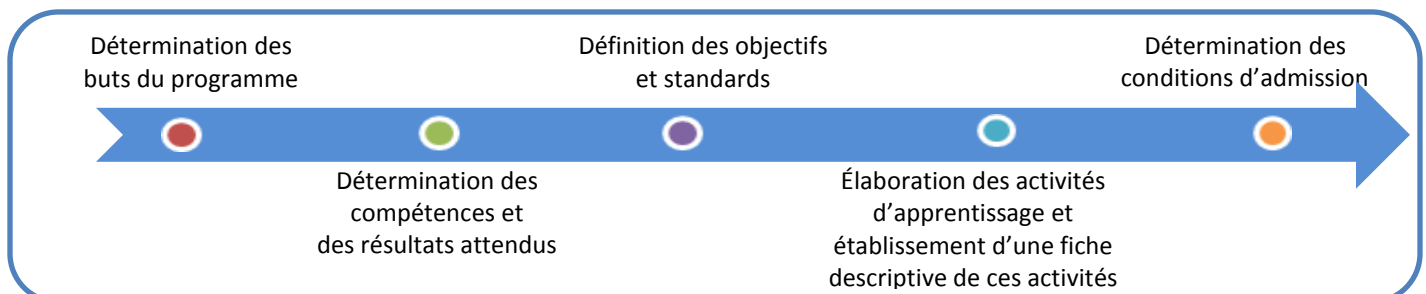 Détermination des
buts du programme
Détermination des
compétences et
des résultats attendus
Définition des objectifs
et standards
Élaboration des activités
d’apprentissage et
établissement d’une fiche
descriptive de ces activités
Détermination des
conditions d’admission